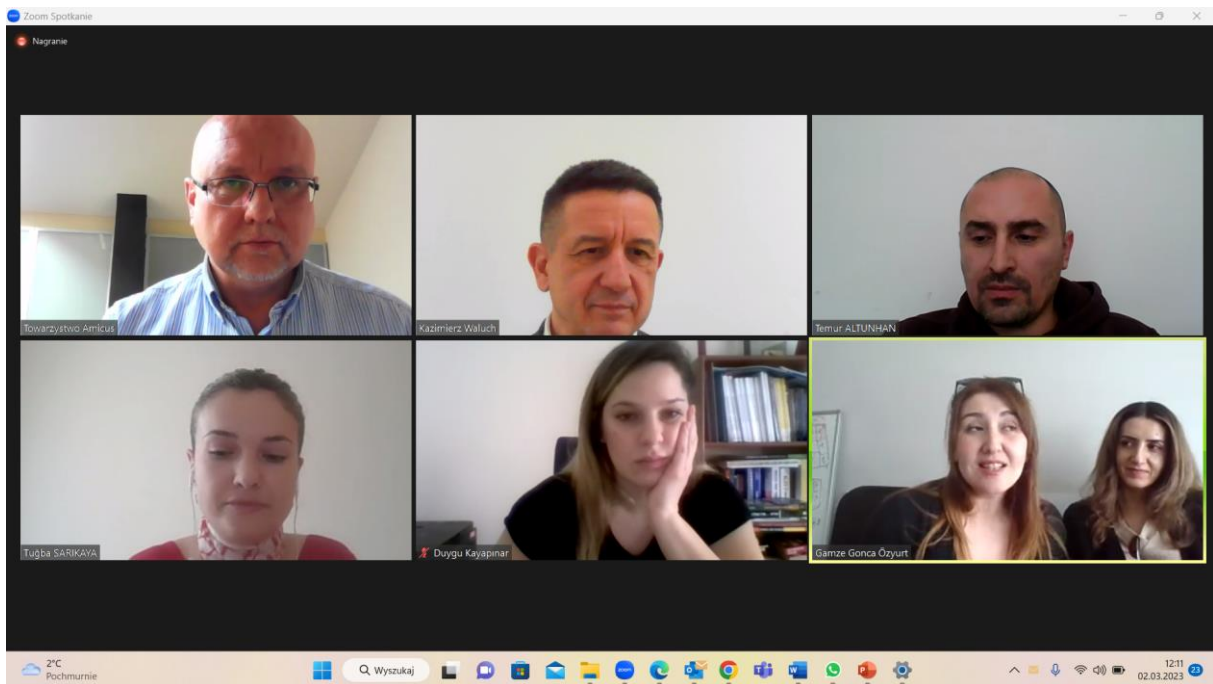 Zoom Spotkanie
Nagranie
Towarzystwo Amicus
Kazimierz Waluch
Temur ALTUNHAN
Tuğba SARIKAYA
Duygu Kayapınar
Gamze Gonca Özyurt
2°C
Pochmurnie
Wyszukaj
12:11
02.03.2023
23